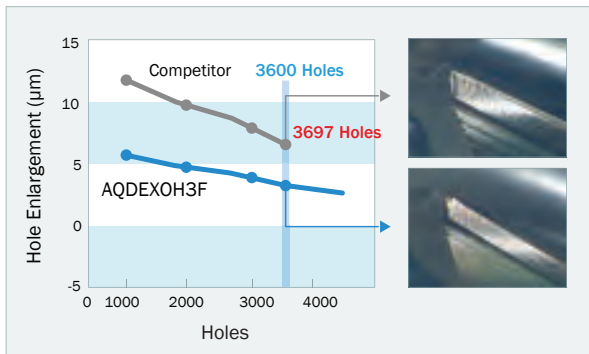 15
Competitor
3600 Holes
10
3697 Holes
5
AQDEXOH3F
0
-5
0 1000 2000 3000 4000
Hole Enlargement (μm)
Holes